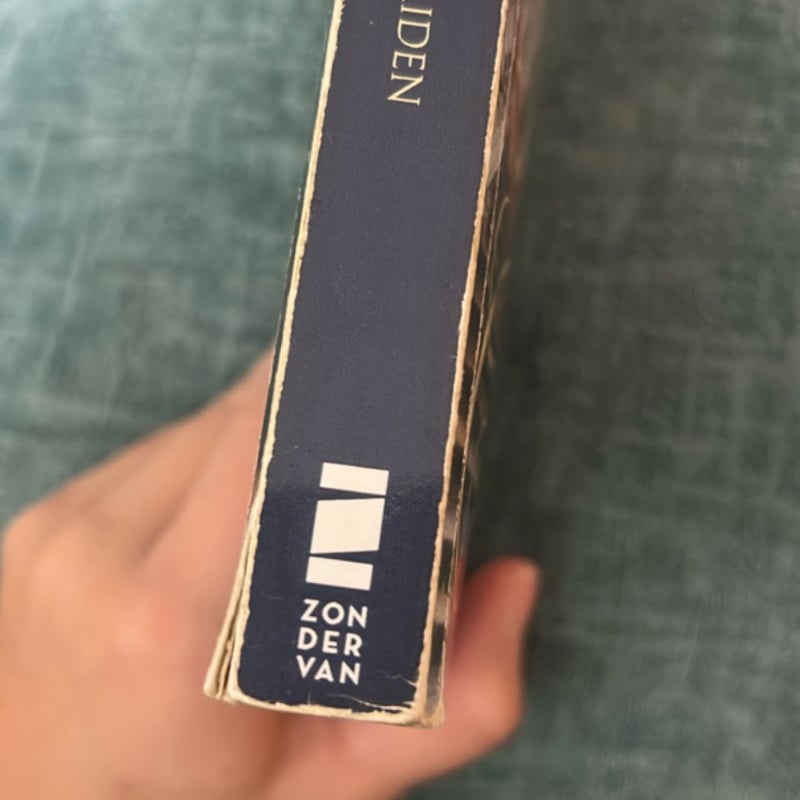 IDEN
ZON
DER
VAN